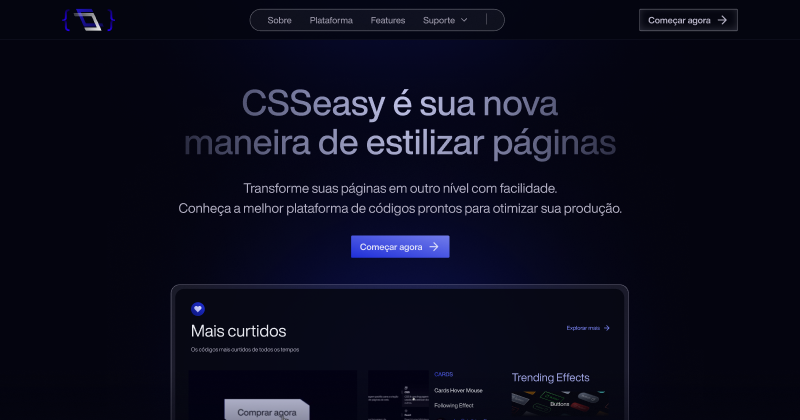 Sobre Plataforma Features Suporte
Começar agora
CSSeasy é sua nova
maneira de estilizar páginas
Transforme suas páginas em outro nível com facilidade.
Conheça a melhor plataforma de códigos prontos para otimizar sua produção.
Começar agora
Mais curtidos
Explorar mais
Os códigos mais curtidos de todos os tempos
CARDS
Trending Effects
Cards Hover Mouse
Following Effect
Buttons
Comprar agora